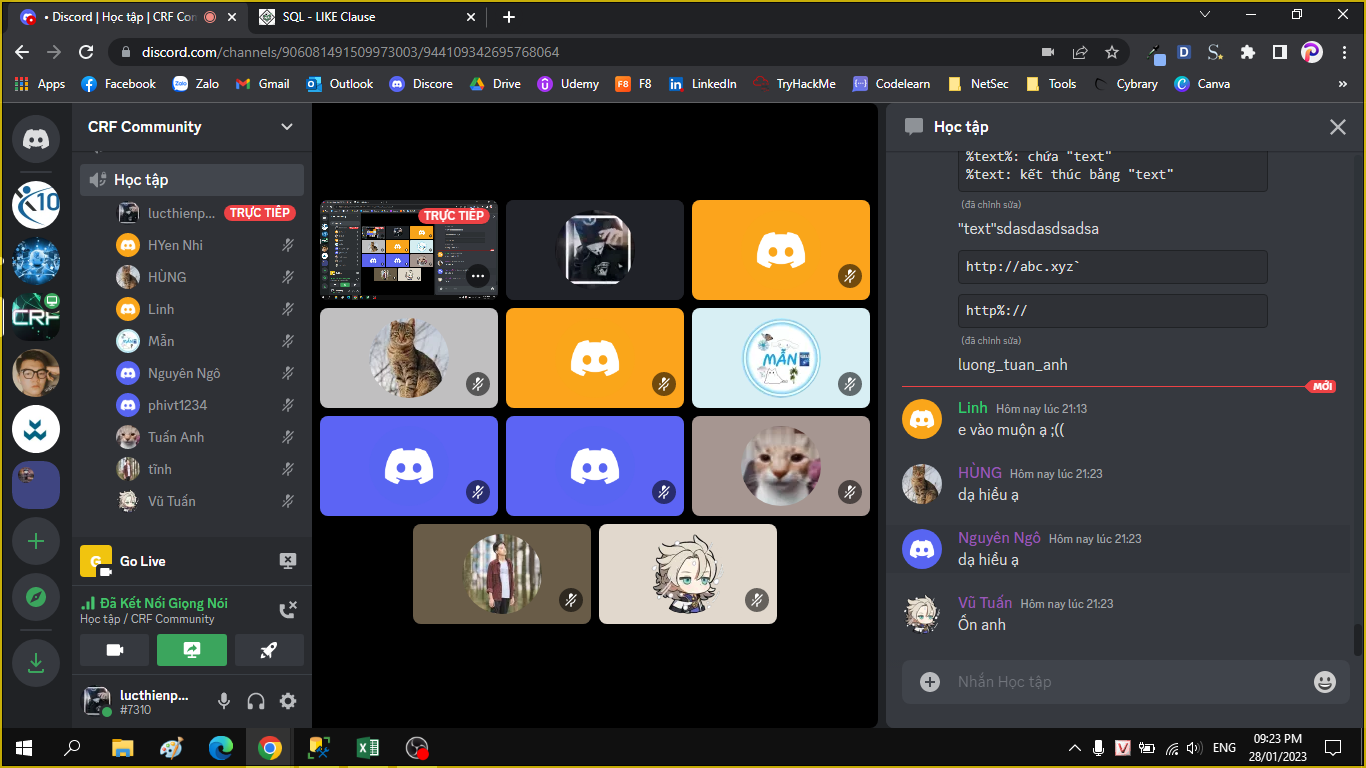 • Discord | Học tập | CRF Com
SQL - LIKE Clause
discord.com/channels/906081491509973003/944109342695768064
Apps
Facebook
Zalo
Gmail
Outlook
Discore
Drive
Udemy
F8
F8
LinkedIn
TryHackMe
Codelearn
NetSec
Tools
Cybrary
Canva
»
CRF Community
Học tập
lucthienp...
TRỰC TIẾP
HYen Nhi
HÙNG
Linh
Mẫn
Nguyên Ngô
phivt1234
Tuấn Anh
tĩnh
Vũ Tuấn
K10
CRF
G
Go Live
Đã Kết Nối Giọng Nói
Học tập / CRF Community
lucthienp...
#7310
TRỰC TIẾP
MẪN
Học tập
%text%: chứa "text"
%text: kết thúc bằng "text"
(đã chỉnh sửa)
"text"sdasdasdsadsa
http://abc.xyz`
http%://
(đã chỉnh sửa)
luong_tuan_anh
MỚI
Linh Hôm nay lúc 21:13
e vào muộn ạ ;((
HÙNG Hôm nay lúc 21:23
dạ hiểu ạ
Nguyên Ngô Hôm nay lúc 21:23
dạ hiểu ạ
Vũ Tuấn Hôm nay lúc 21:23
Ổn anh
Nhắn Học tập
ENG
09:23 PM
28/01/2023